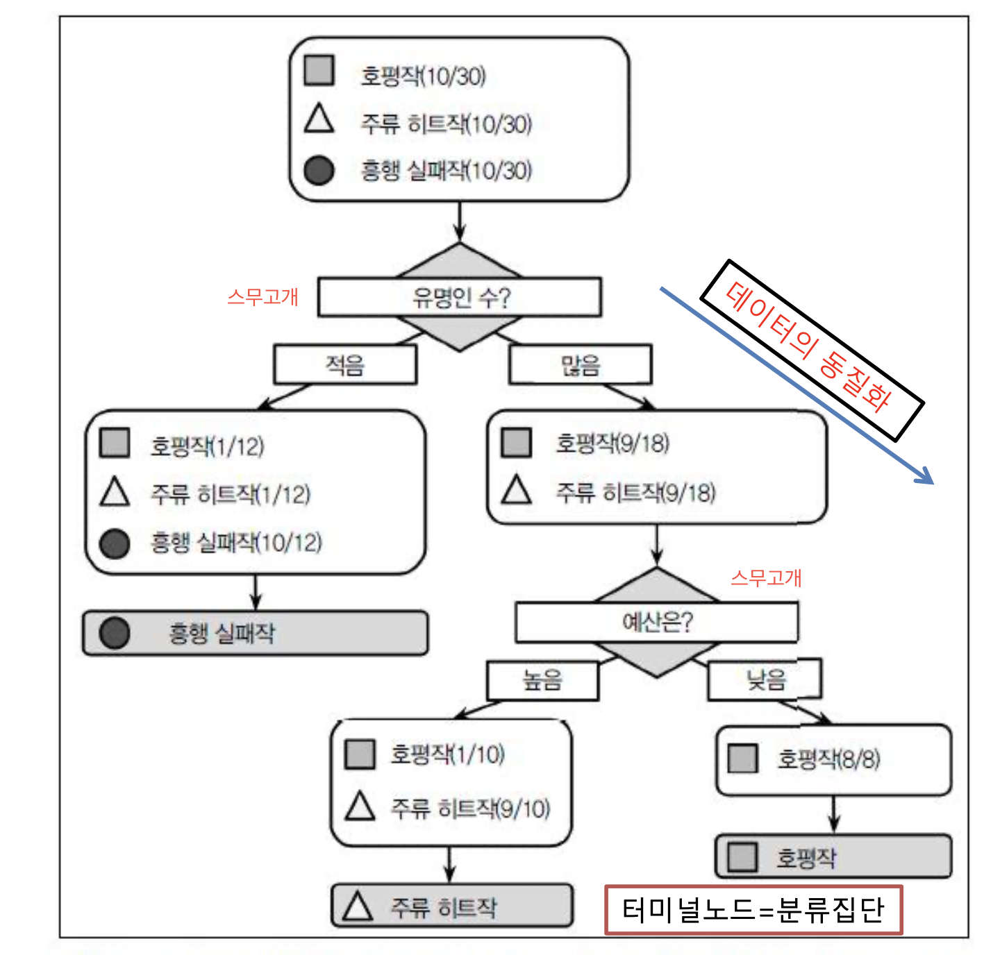 호평작(10/30)
주류 히트작(10/30)
흥행 실패작(10/30)
스무고개
유명인 수?
데이터의 동질화
적음
많음
호평작(1/12)
주류 히트작(1/12)
흥행 실패작(10/12)
호평작(9/18)
주류 히트작(9/18)
흥행 실패작
스무고개
예산은?
높음
낮음
호평작(1/10)
주류 히트작(9/10)
호평작(8/8)
주류 히트작
호평작
터미널노드=분류집단